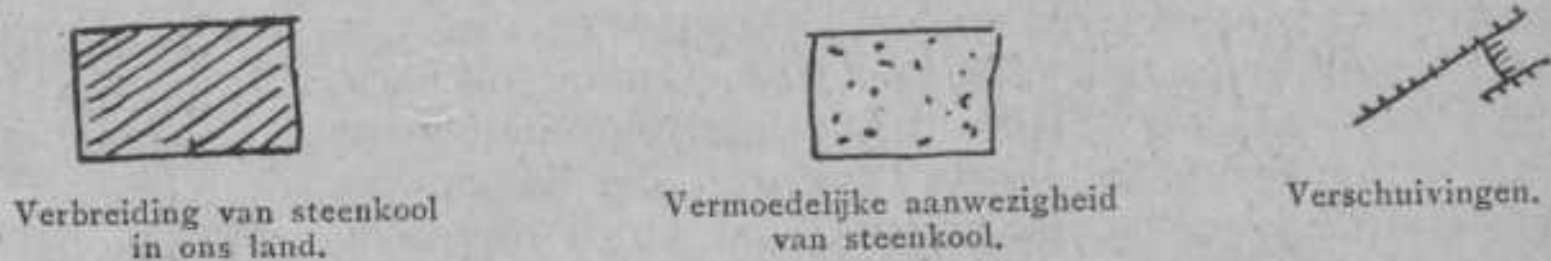 Verbreiding van steenkool
in ons land.
Vermoedelijke aanwezigheid
van steenkool.
Verschuivingen.